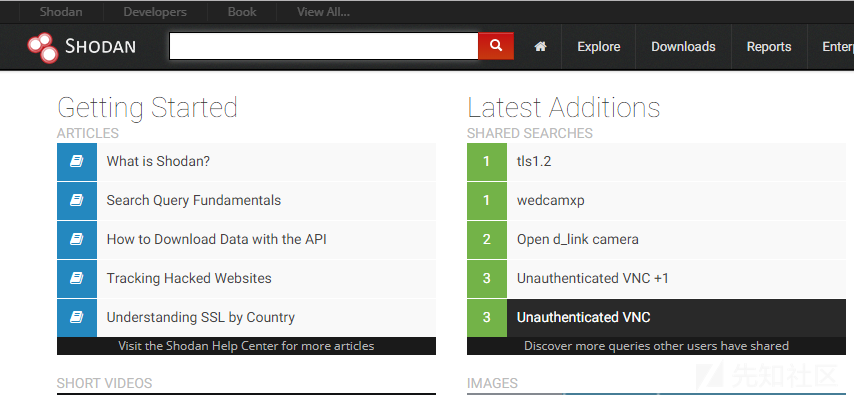 Shodan Developers Book View All...
SHODAN Explore Downloads Reports Enter
Getting Started
ARTICLES
What is Shodan?
Search Query Fundamentals
How to Download Data with the API
Tracking Hacked Websites
Understanding SSL by Country
Visit the Shodan Help Center for more articles
SHORT VIDEOS
Latest Additions
SHARED SEARCHES
1 tls1.2
1 wedcamxp
2 Open d_link camera
3 Unauthenticated VNC +1
3 Unauthenticated VNC
Discover more queries other users have shared
IMAGES
先知社区